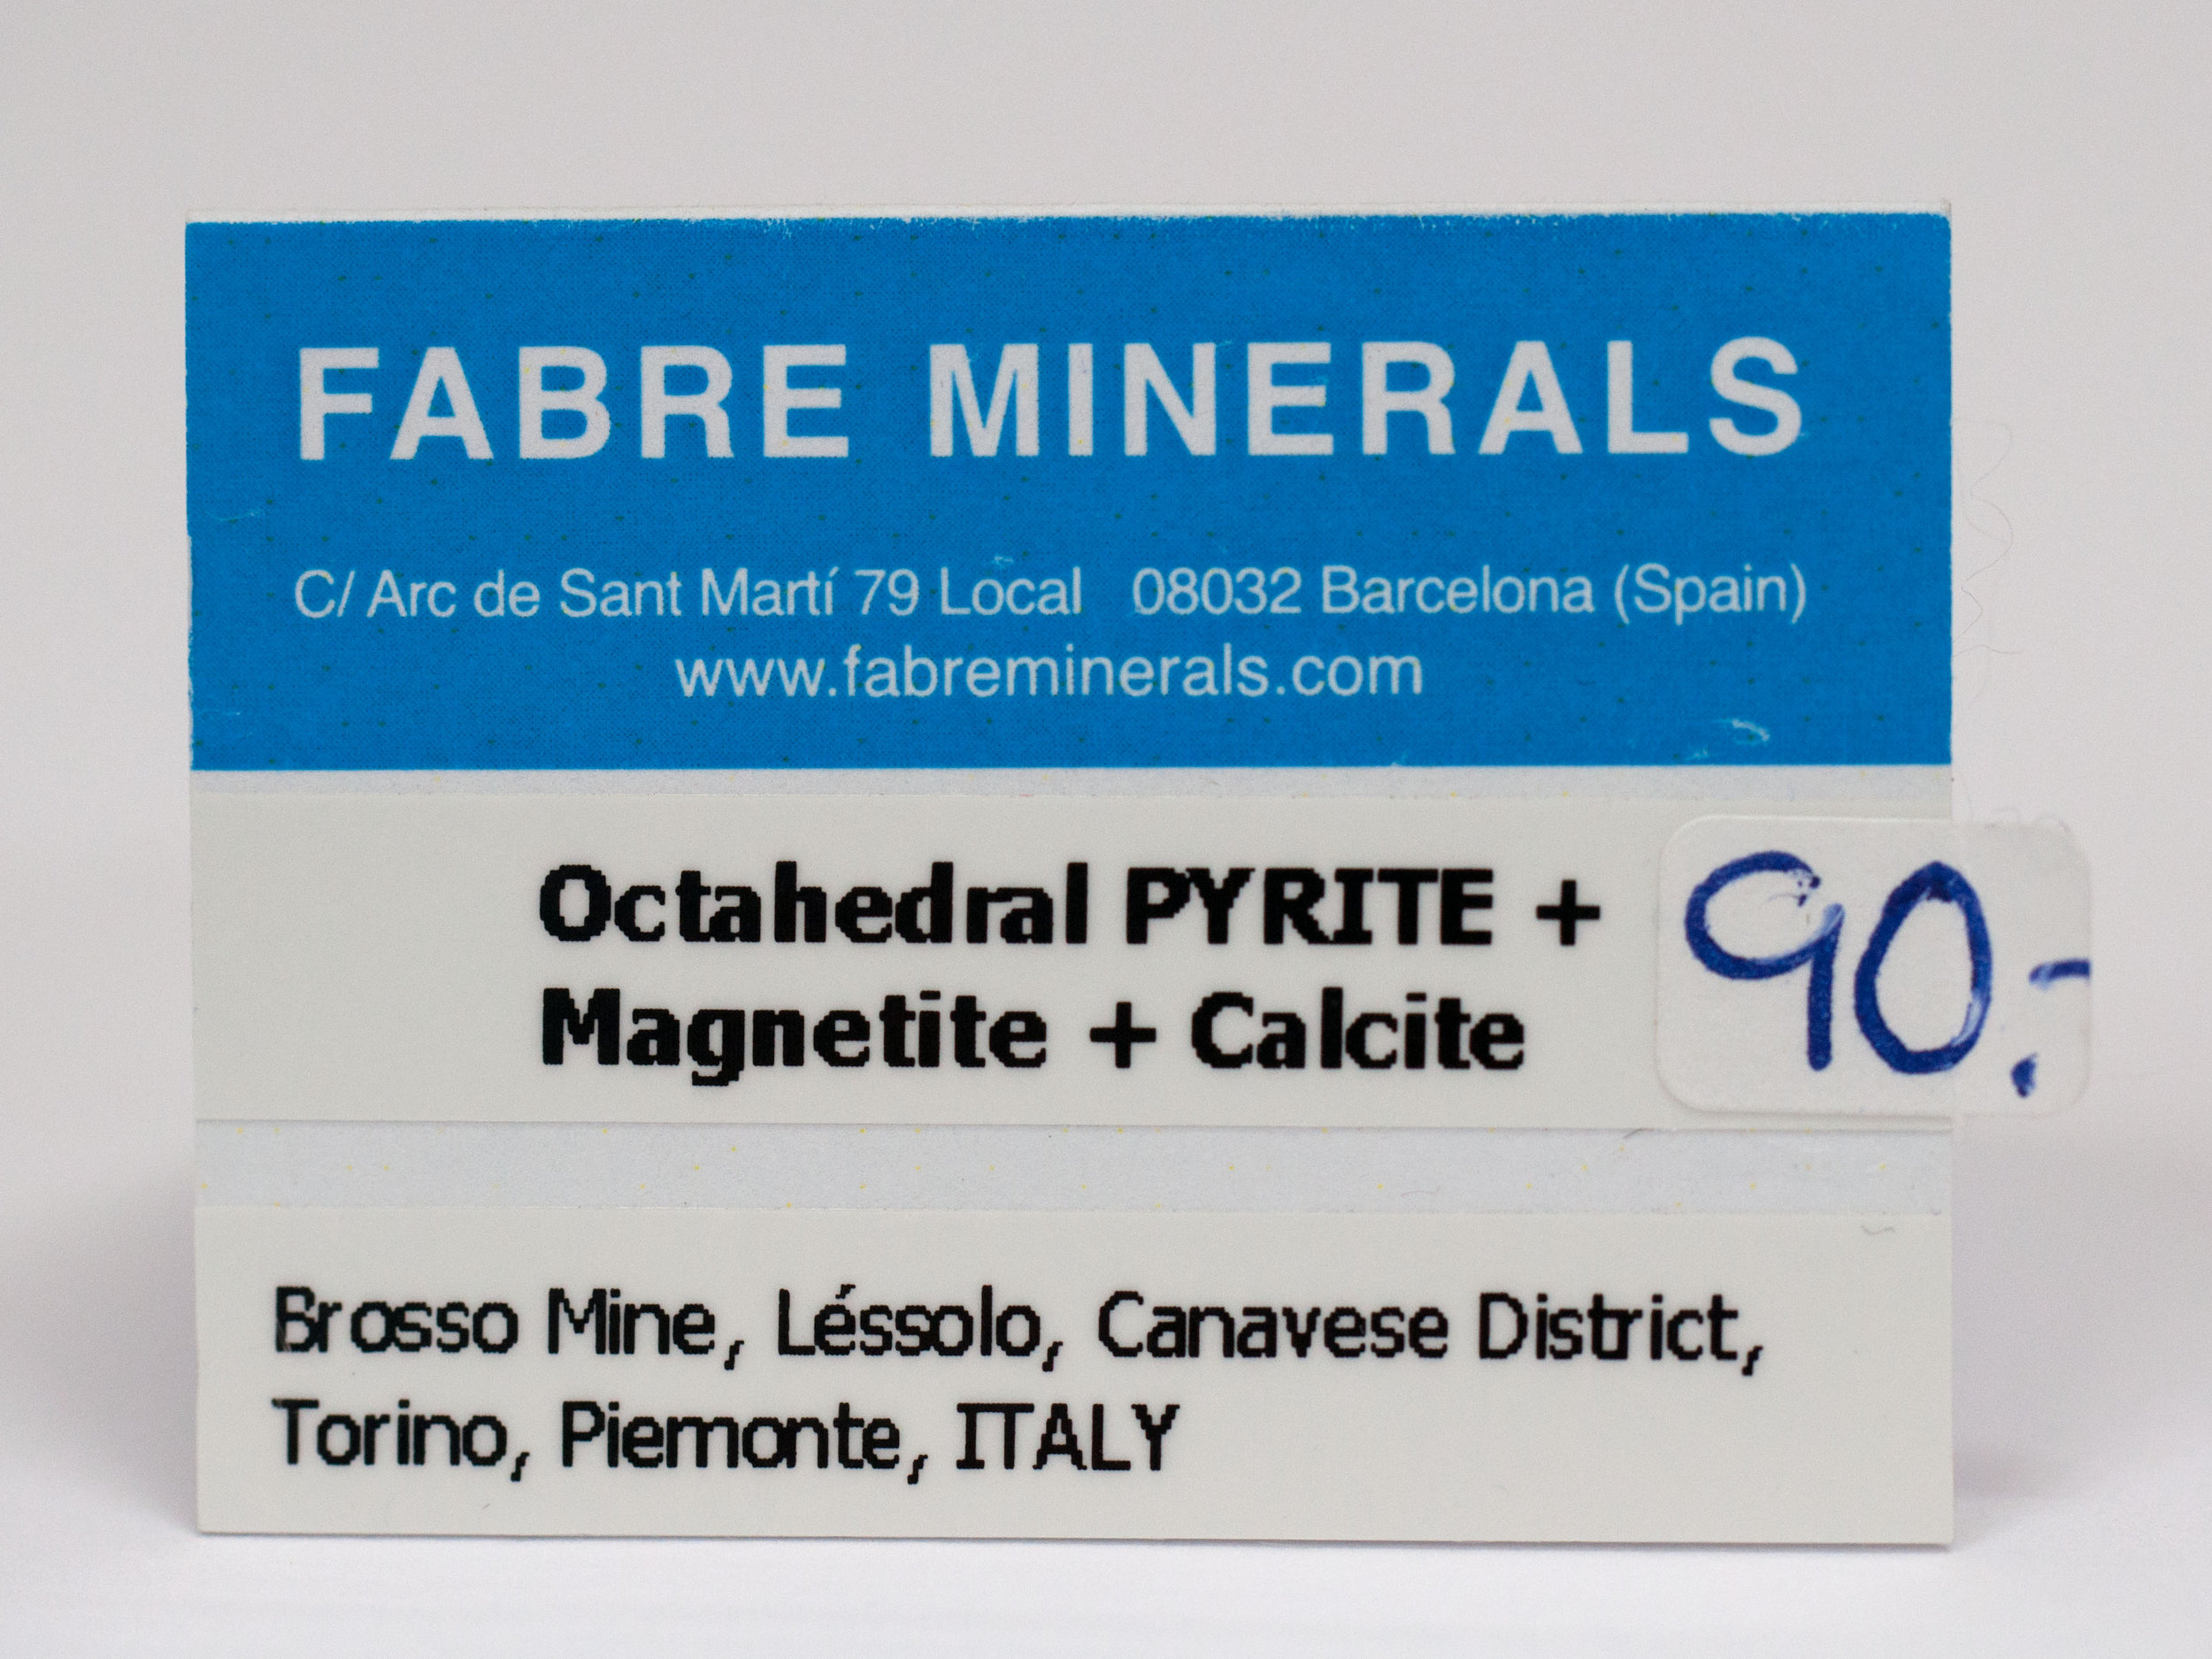 FABRE MINERALS
C/ Arc de Sant Martí 79 Local 08032 Barcelona (Spain)
www.fabreminerals.com
Octahedral PYRITE +
Magnetite + Calcite
90.-
Brosso Mine, Léssolo, Canavese District,
Torino, Piemonte, ITALY